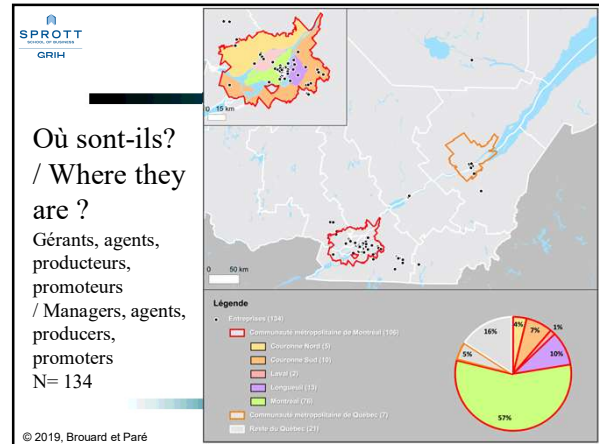 SPROTT
SCHOOL OF BUSINESS
GRIH
Où sont-ils?
/ Where they
are ?
Gérants, agents,
producteurs,
promoteurs
/ Managers, agents,
producers,
promoters
N= 134
© 2019, Brouard et Paré
0 15 km
0 50 km
Légende
Entreprises (134)
Communauté métropolitaine de Montréal (106)
Couronne Nord (5)
Couronne Sud (10)
Laval (2)
Longueuil (13)
Montréal (76)
Communauté métropolitaine de Québec (7)
Reste du Québec (21)
4%
7%
1%
10%
57%
5%
16%